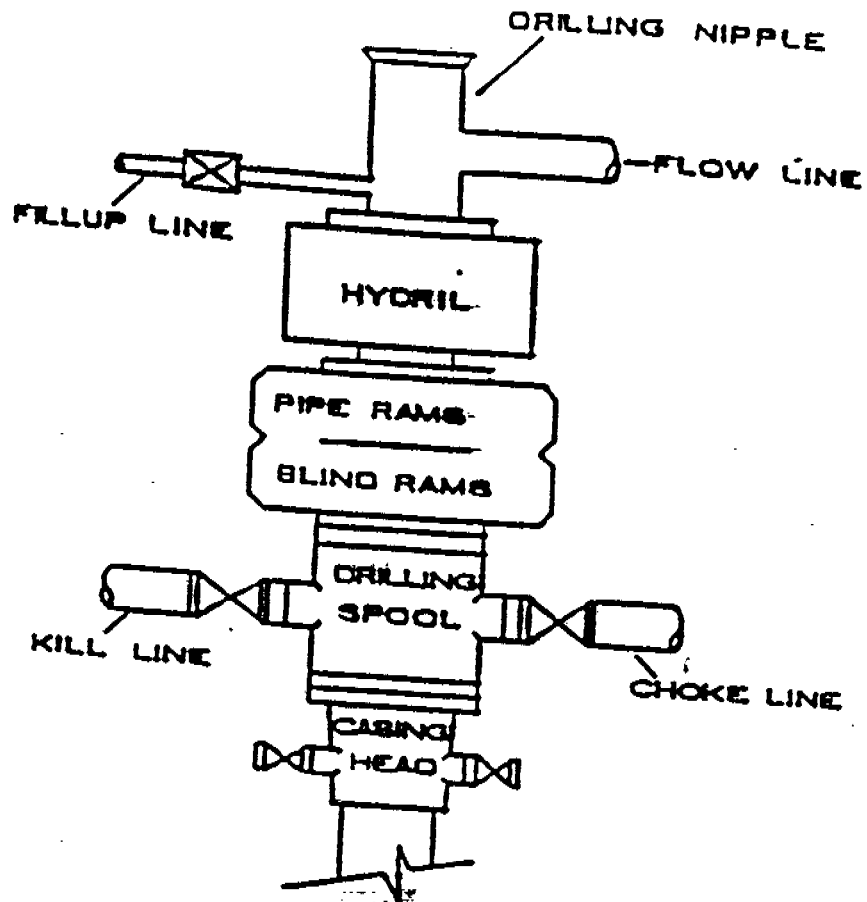 DRILLING NIPPLE
FLOW LINE
FILLUP LINE
HYDRIL
PIPE RAMS
BLIND RAMS
DRILLING
SPOOL
KILL LINE
CHOKE LINE
CASING
HEAD